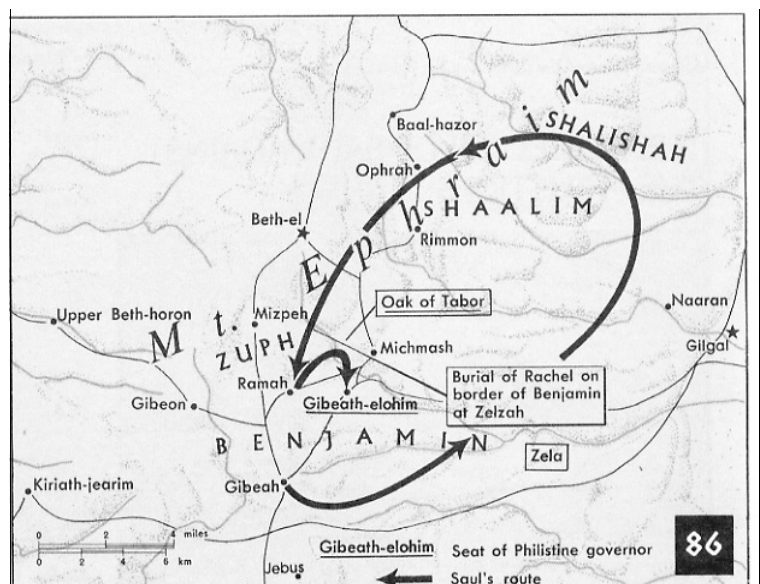 Mt. Ephraim
SHALISHAH
Baal-hazor
Ophrah
SHAALIM
Beth-el
Rimmon
Oak of Tabor
Naaran
Upper Beth-horon
Mizpeh
ZUPH
Michmash
Gilgal
Ramah
Burial of Rachel on
border of Benjamin
at Zelzah
Gibeon
Gibeath-elohim
BENJAMIN
Zela
Kiriath-jearim
Gibeah
0 2 4 miles
0 2 4 6 km
Gibeath-elohim Seat of Philistine governor
Saul's route
86
Jebus